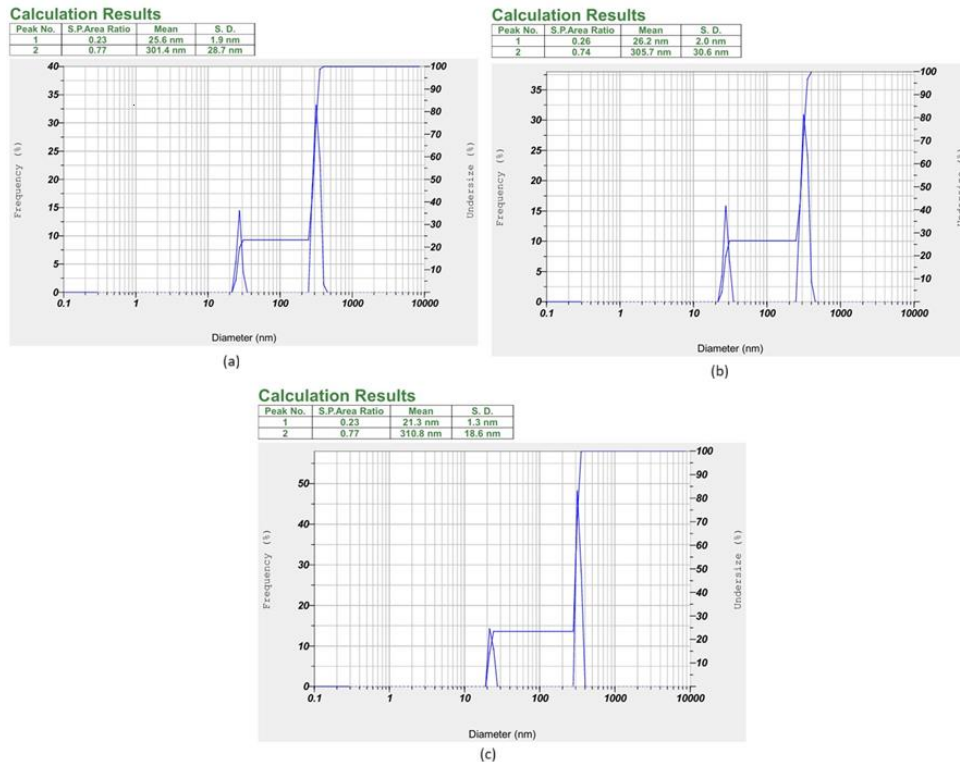 Calculation Results
Peak No. S.P.Area Ratio Mean S. D.
1 0.23 25.6 nm 1.9 nm
2 0.77 301.4 nm 28.7 nm
40
35
30
25
20
15
10
5
0
100
90
80
70
60
50
40
30
20
10
Frequency (%)
Undersize (%)
0.1 1 10 100 1000 10000
Diameter (nm)
(a)
Calculation Results
Peak No. S.P.Area Ratio Mean S. D.
1 0.26 26.2 nm 2.0 nm
2 0.74 305.7 nm 30.6 nm
35
30
25
20
15
10
5
0
100
90
80
70
60
50
40
30
20
10
Frequency (%)
0.1 1 10 100 1000 10000
Diameter (nm)
(b)
Calculation Results
Peak No. S.P.Area Ratio Mean S. D.
1 0.23 21.3 nm 1.3 nm
2 0.77 310.8 nm 18.6 nm
50
40
30
20
10
0
100
90
80
70
60
50
40
30
20
10
Frequency (%)
Undersize (%)
0.1 1 10 100 1000 10000
Diameter (nm)
(c)